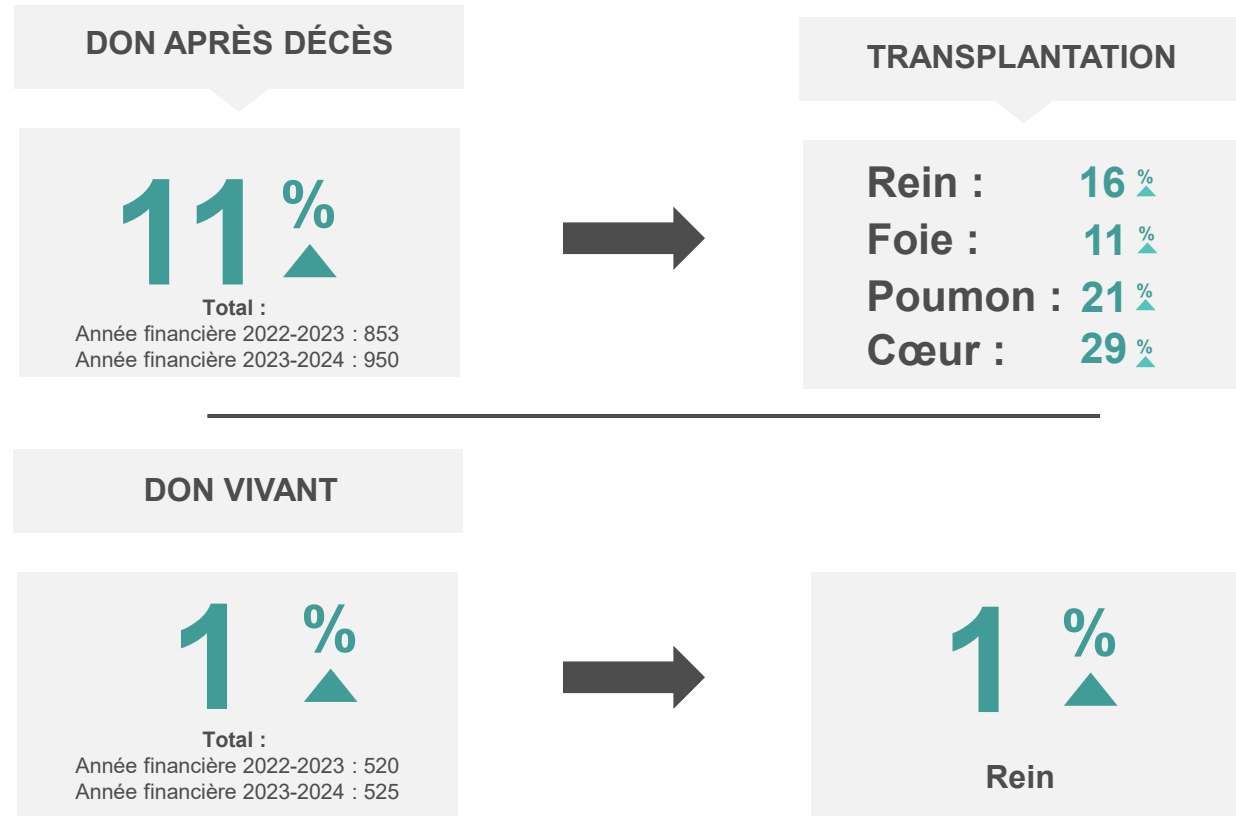 DON APRÈS DÉCÈS
11 %
Total :
Année financière 2022-2023 : 853
Année financière 2023-2024 : 950
TRANSPLANTATION
Rein : 16 %
Foie : 11 %
Poumon : 21 %
Cœur : 29 %
DON VIVANT
1 %
Total :
Année financière 2022-2023 : 520
Année financière 2023-2024 : 525
1 %
Rein